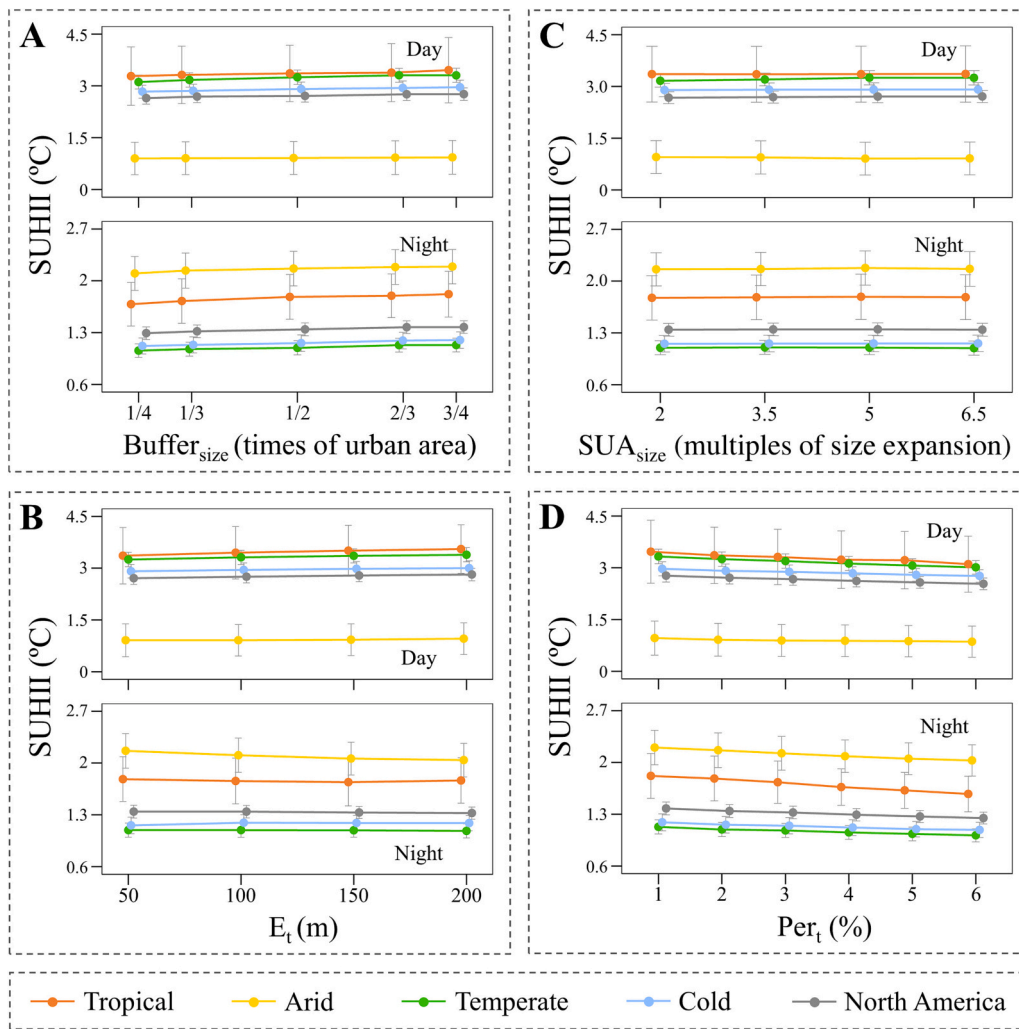 A
4.5
3
1.5
0
Day
SUHII (ºC)
2.7
2
1.3
0.6
Night
1/4 1/3 1/2 2/3 3/4
Buffersize (times of urban area)
C
4.5
3.0
1.5
0
Day
SUHII (ºC)
2.7
2.0
1.3
0.6
Night
2 3.5 5 6.5
SUAsize (multiples of size expansion)
B
4.5
3
1.5
0
Day
SUHII (ºC)
2.7
2
1.3
0.6
Night
50 100 150 200
Et (m)
D
4.5
3
1.5
0
Day
SUHII (ºC)
2.7
2
1.3
0.6
Night
1 2 3 4 5 6
Pert (%)
Tropical Arid Temperate Cold North America